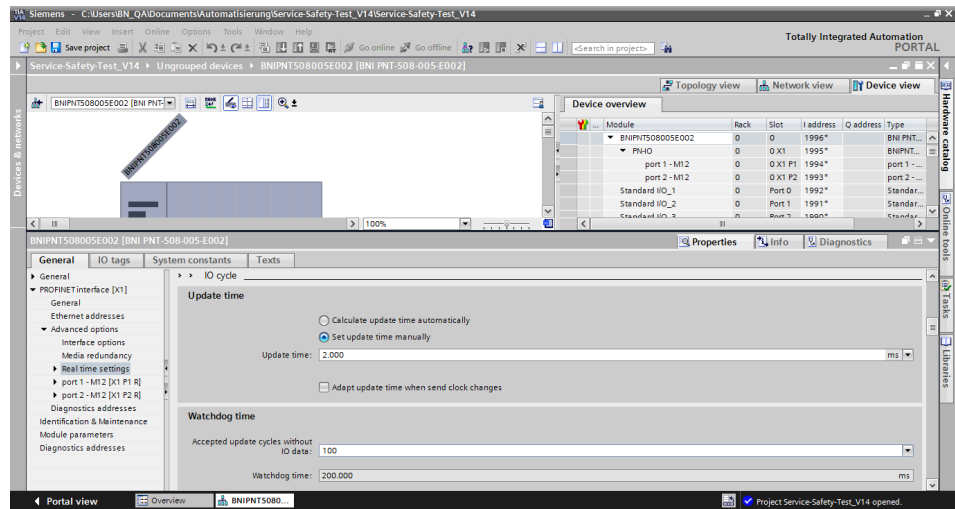 Siemens - C:\Users\BN_QA\Documents\Automatisierung\Service-Safety-Test_V14\Service-Safety-Test_V14
Project Edit View Insert Online Options Tools Window Help
Totally Integrated Automation
PORTAL
Save project Go online Go offline <Search in project>
Service-Safety-Test_V14 Ungrouped devices BNIPNT508005E002 [BNI PNT-508-005-E002]
Topology view Network view Device view
BNIPNT508005E002 [BNI PNT-
Device overview
Module Rack Slot I address Q address Type
BNIPNT508005E002 0 0 1996* BNI PNT...
PN-IO 0 0 X1 1995* BNIPNT...
port 1 - M12 0 0 X1 P1 1994* port 1 - ...
port 2 - M12 0 0 X1 P2 1993* port 2 - ...
Standard I/O_1 0 Port 0 1992* Standar...
Standard I/O_2 0 Port 1 1991* Standar...
Standard I/O_3 0 Port 2 1990* Standar...
BNIPNT508005E002
100%
Devices & networks
Hardware catalog
Online tools
Tasks
Libraries
BNIPNT508005E002 [BNI PNT-508-005-E002]
Properties Info Diagnostics
General IO tags System constants Texts
General
PROFINET interface [X1]
General
Ethernet addresses
Advanced options
Interface options
Media redundancy
Real time settings
port 1 - M12 [X1 P1 R]
port 2 - M12 [X1 P2 R]
Diagnostics addresses
Identification & Maintenance
Module parameters
Diagnostics addresses
> > IO cycle
Update time
Calculate update time automatically
Set update time manually
Update time: 2.000 ms
Adapt update time when send clock changes
Watchdog time
Accepted update cycles without
IO data: 100
Watchdog time: 200.000 ms
Portal view Overview BNIPNT5080... Project Service-Safety-Test_V14 opened.